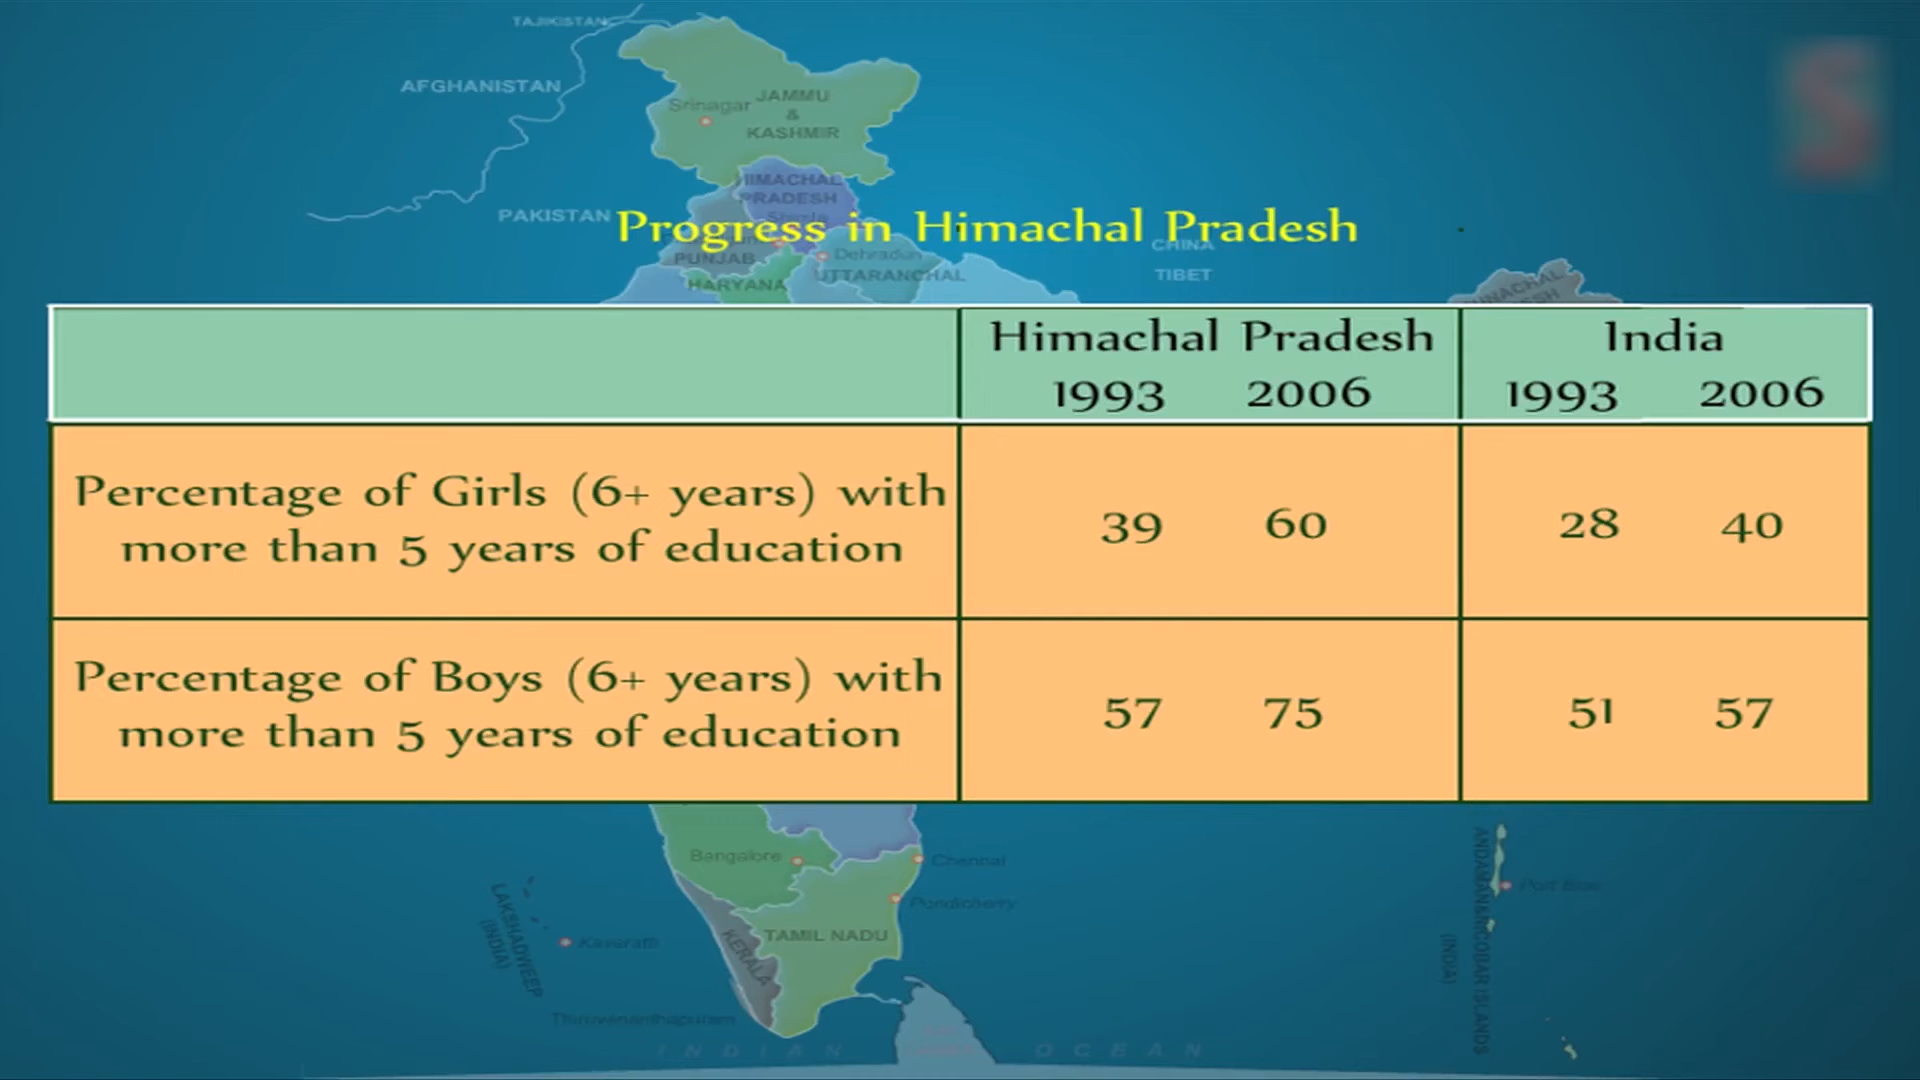 TAJIKISTAN
AFGHANISTAN
Srinagar
JAMMU
&
KASHMIR
HIMACHAL
PRADESH
Shimla
PAKISTAN
Progress in Himachal Pradesh
CHINA
PUNJAB
Dehradun
UTTARANCHAL
TIBET
HARYANA
Himachal Pradesh India
1993 2006 1993 2006
Percentage of Girls (6+ years) with
more than 5 years of education
39 60 28 40
Percentage of Boys (6+ years) with
more than 5 years of education
57 75 51 57
Bangalore
Chennai
Pondicherry
Port Blair
LAKSHADWEEP
(INDIA)
Kavaratti
KERALA
TAMIL NADU
(INDIA)
Thiruvenanthapuram
INDIAN OCEAN